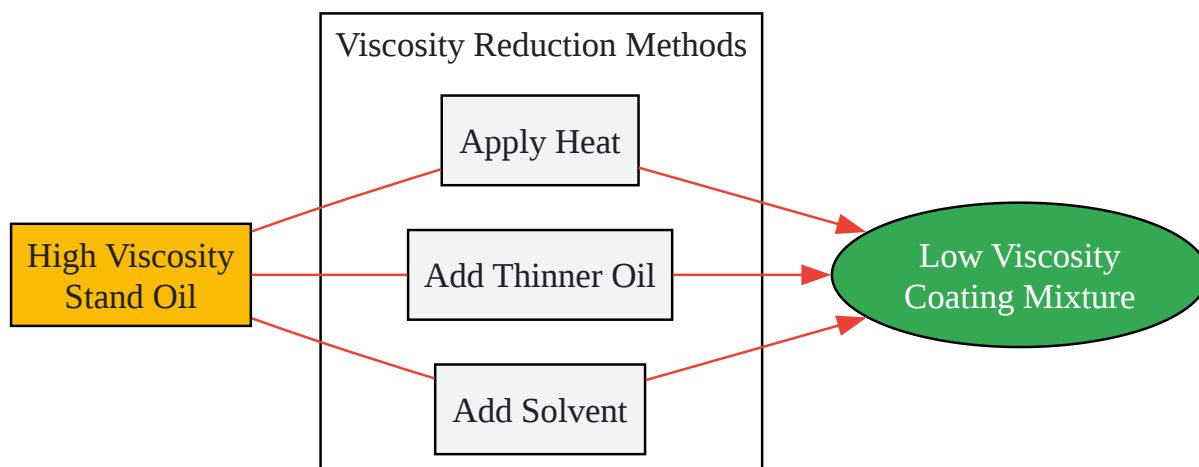 Viscosity Reduction Methods
Apply Heat
High Viscosity
Stand Oil
Add Thinner Oil
Low Viscosity
Coating Mixture
Add Solvent